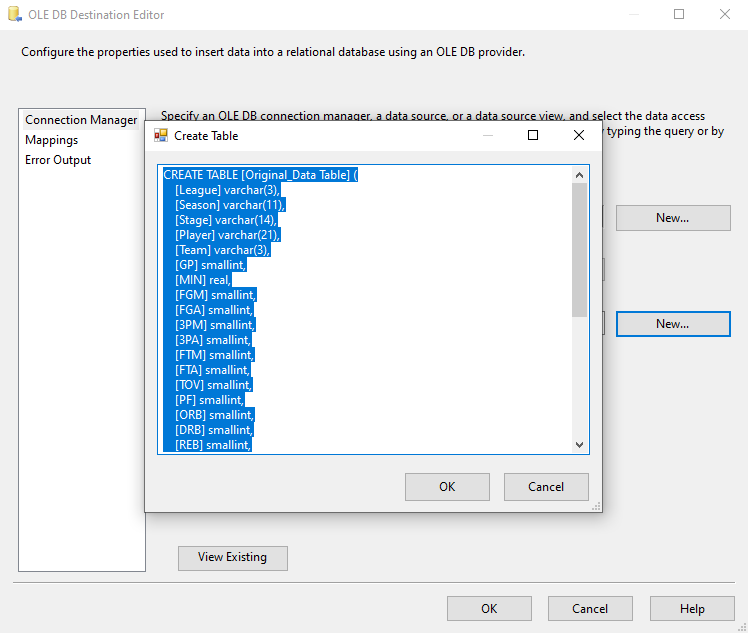 OLE DB Destination Editor
Configure the properties used to insert data into a relational database using an OLE DB provider.
Connection Manager
Mappings
Error Output
Specify an OLE DB connection manager, a data source, or a data source view, and select the data access
typing the query or by
New...
New...
View Existing
Create Table
CREATE TABLE [Original_Data Table] (
[League] varchar(3),
[Season] varchar(11),
[Stage] varchar(14),
[Player] varchar(21),
[Team] varchar(3),
[GP] smallint,
[MIN] real,
[FGM] smallint,
[FGA] smallint,
[3PM] smallint,
[3PA] smallint,
[FTM] smallint,
[FTA] smallint,
[TOV] smallint,
[PF] smallint,
[ORB] smallint,
[DRB] smallint,
[REB] smallint,
OK Cancel
OK Cancel Help